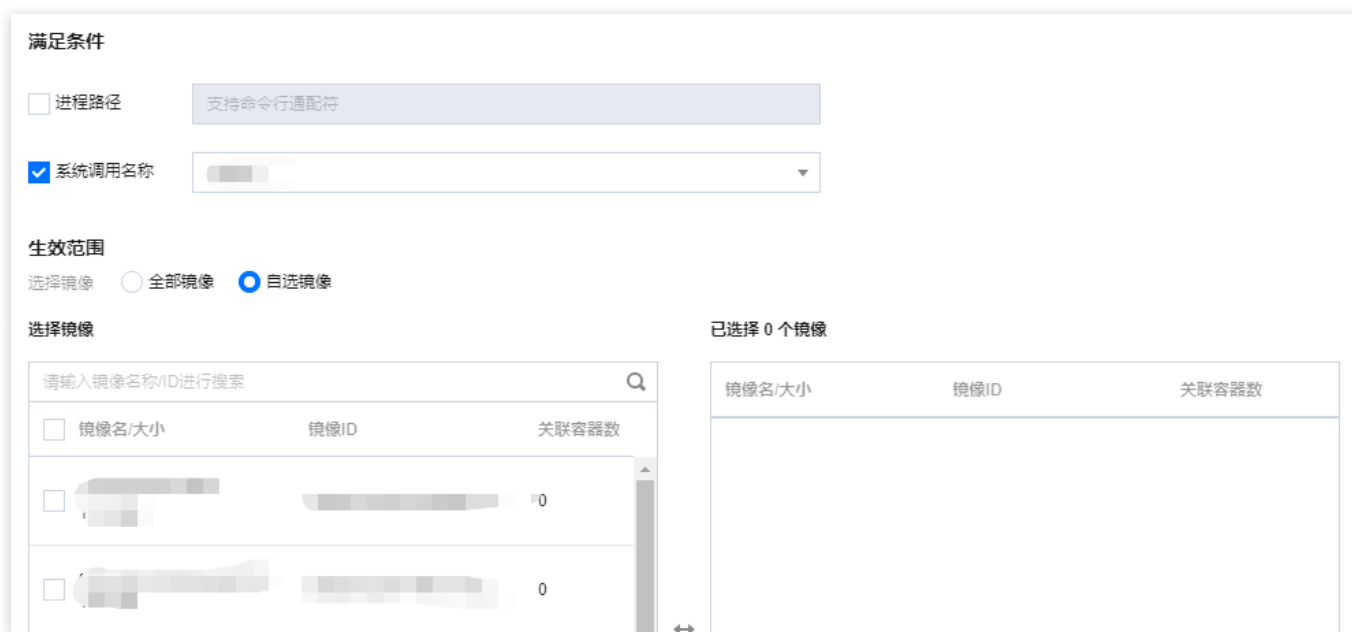 满足条件
进程路径 支持命令行通配符
系统调用名称
生效范围
选择镜像 全部镜像 自选镜像
选择镜像 已选择 0 个镜像
请输入镜像名称/ID进行搜索
镜像名/大小 镜像ID 关联容器数
镜像名/大小 镜像ID 关联容器数
0
0